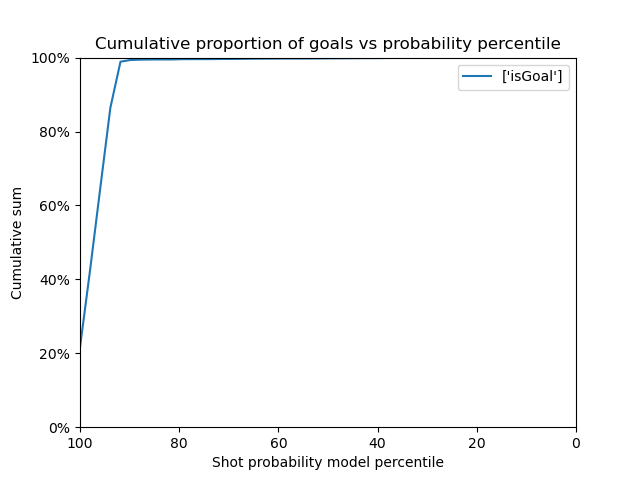 Cumulative proportion of goals vs probability percentile
100%
80%
60%
40%
20%
0%
Cumulative sum
['isGoal']
100 80 60 40 20 0
Shot probability model percentile